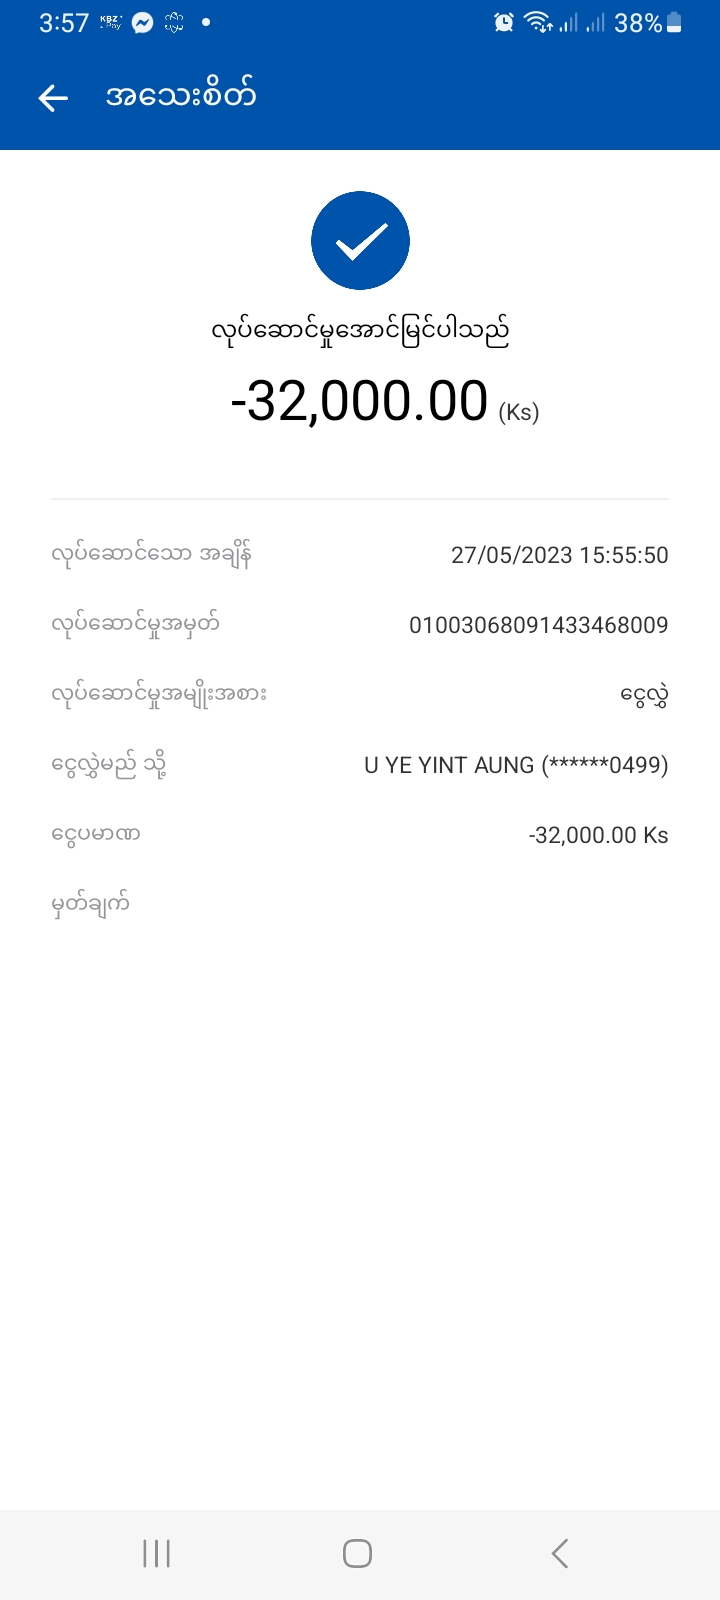 3:57 KBZ Pay 38%
အသေးစိတ်
လုပ်ဆောင်မှုအောင်မြင်ပါသည်
-32,000.00 (Ks)
လုပ်ဆောင်သော အချိန် 27/05/2023 15:55:50
လုပ်ဆောင်မှုအမှတ် 01003068091433468009
လုပ်ဆောင်မှုအမျိုးအစား ငွေလွှဲ
ငွေလွှဲမည် သို့ U YE YINT AUNG (******0499)
ငွေပမာဏ -32,000.00 Ks
မှတ်ချက်